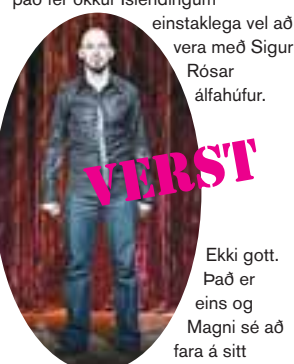 það fer okkur Íslendingum
einstaklega vel að
vera með Sigur
Rósar
álfahúfur.
VERST
Ekki gott.
Það er
eins og
Magni sé að
fara á sitt